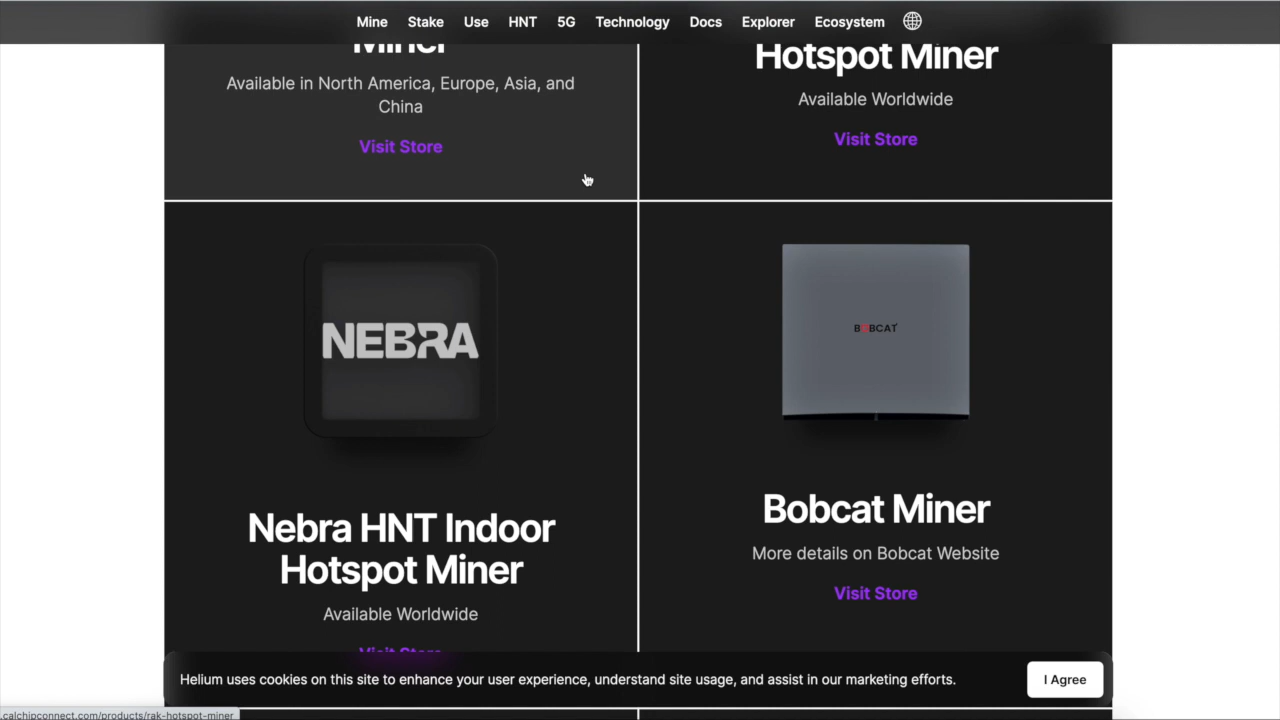 Mine Stake Use HNT 5G Technology Docs Explorer Ecosystem
Miner
Available in North America, Europe, Asia, and
China
Visit Store
Hotspot Miner
Available Worldwide
Visit Store
NEBRA
Nebra HNT Indoor
Hotspot Miner
Available Worldwide
Visit Store
BOBCAT
Bobcat Miner
More details on Bobcat Website
Visit Store
Helium uses cookies on this site to enhance your user experience, understand site usage, and assist in our marketing efforts.
I Agree
.calchipconnect.com/products/rak-hotspot-miner